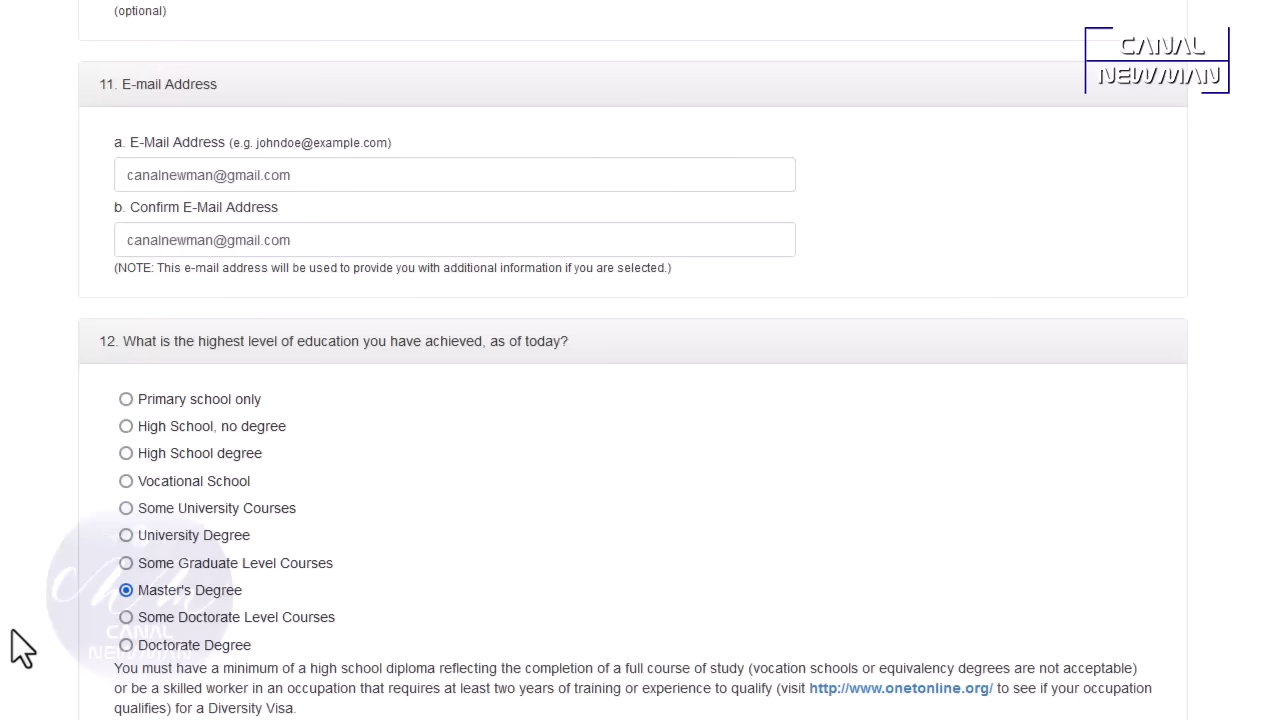 (optional)
CANAL
NEWMAN
11. E-mail Address
a. E-Mail Address (e.g. johndoe@example.com)
canalnewman@gmail.com
b. Confirm E-Mail Address
canalnewman@gmail.com
(NOTE: This e-mail address will be used to provide you with additional information if you are selected.)
12. What is the highest level of education you have achieved, as of today?
Primary school only
High School, no degree
High School degree
Vocational School
Some University Courses
University Degree
Some Graduate Level Courses
Master's Degree
Some Doctorate Level Courses
CANAL
Doctorate Degree
NEWMAN
You must have a minimum of a high school diploma reflecting the completion of a full course of study (vocation schools or equivalency degrees are not acceptable)
or be a skilled worker in an occupation that requires at least two years of training or experience to qualify (visit http://www.onetonline.org/ to see if your occupation
qualifies) for a Diversity Visa.